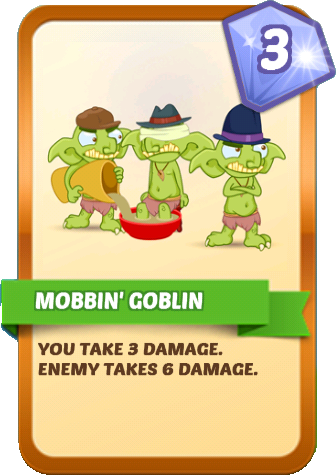 3
MOBBIN' GOBLIN
YOU TAKE 3 DAMAGE.
ENEMY TAKES 6 DAMAGE.